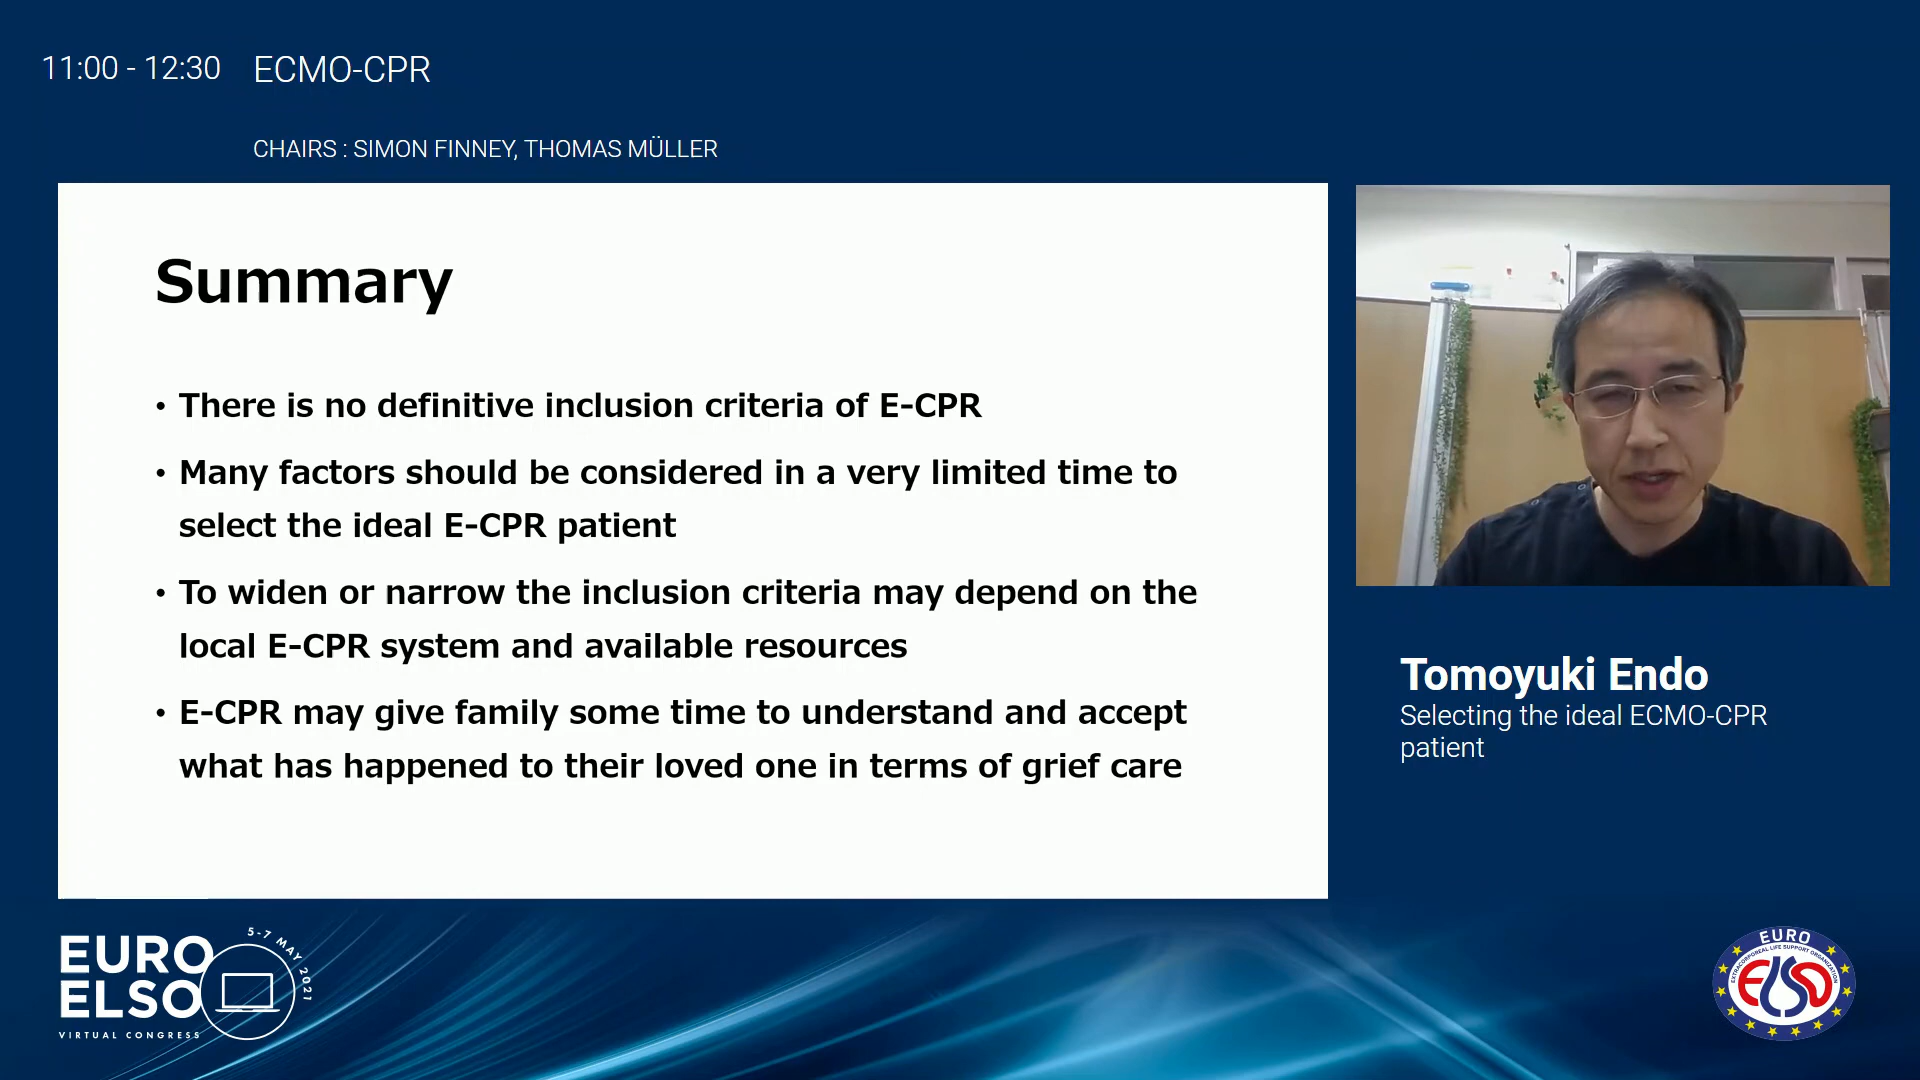 11:00 - 12:30 ECMO-CPR
CHAIRS : SIMON FINNEY, THOMAS MÜLLER
Summary
• There is no definitive inclusion criteria of E-CPR
• Many factors should be considered in a very limited time to
select the ideal E-CPR patient
• To widen or narrow the inclusion criteria may depend on the
local E-CPR system and available resources
• E-CPR may give family some time to understand and accept
what has happened to their loved one in terms of grief care
Tomoyuki Endo
Selecting the ideal ECMO-CPR
patient
EURO
ELSO
VIRTUAL CONGRESS
5-7 MAY 2021
EURO
EXTRACORPOREAL LIFE SUPPORT ORGANIZATION
ELSO